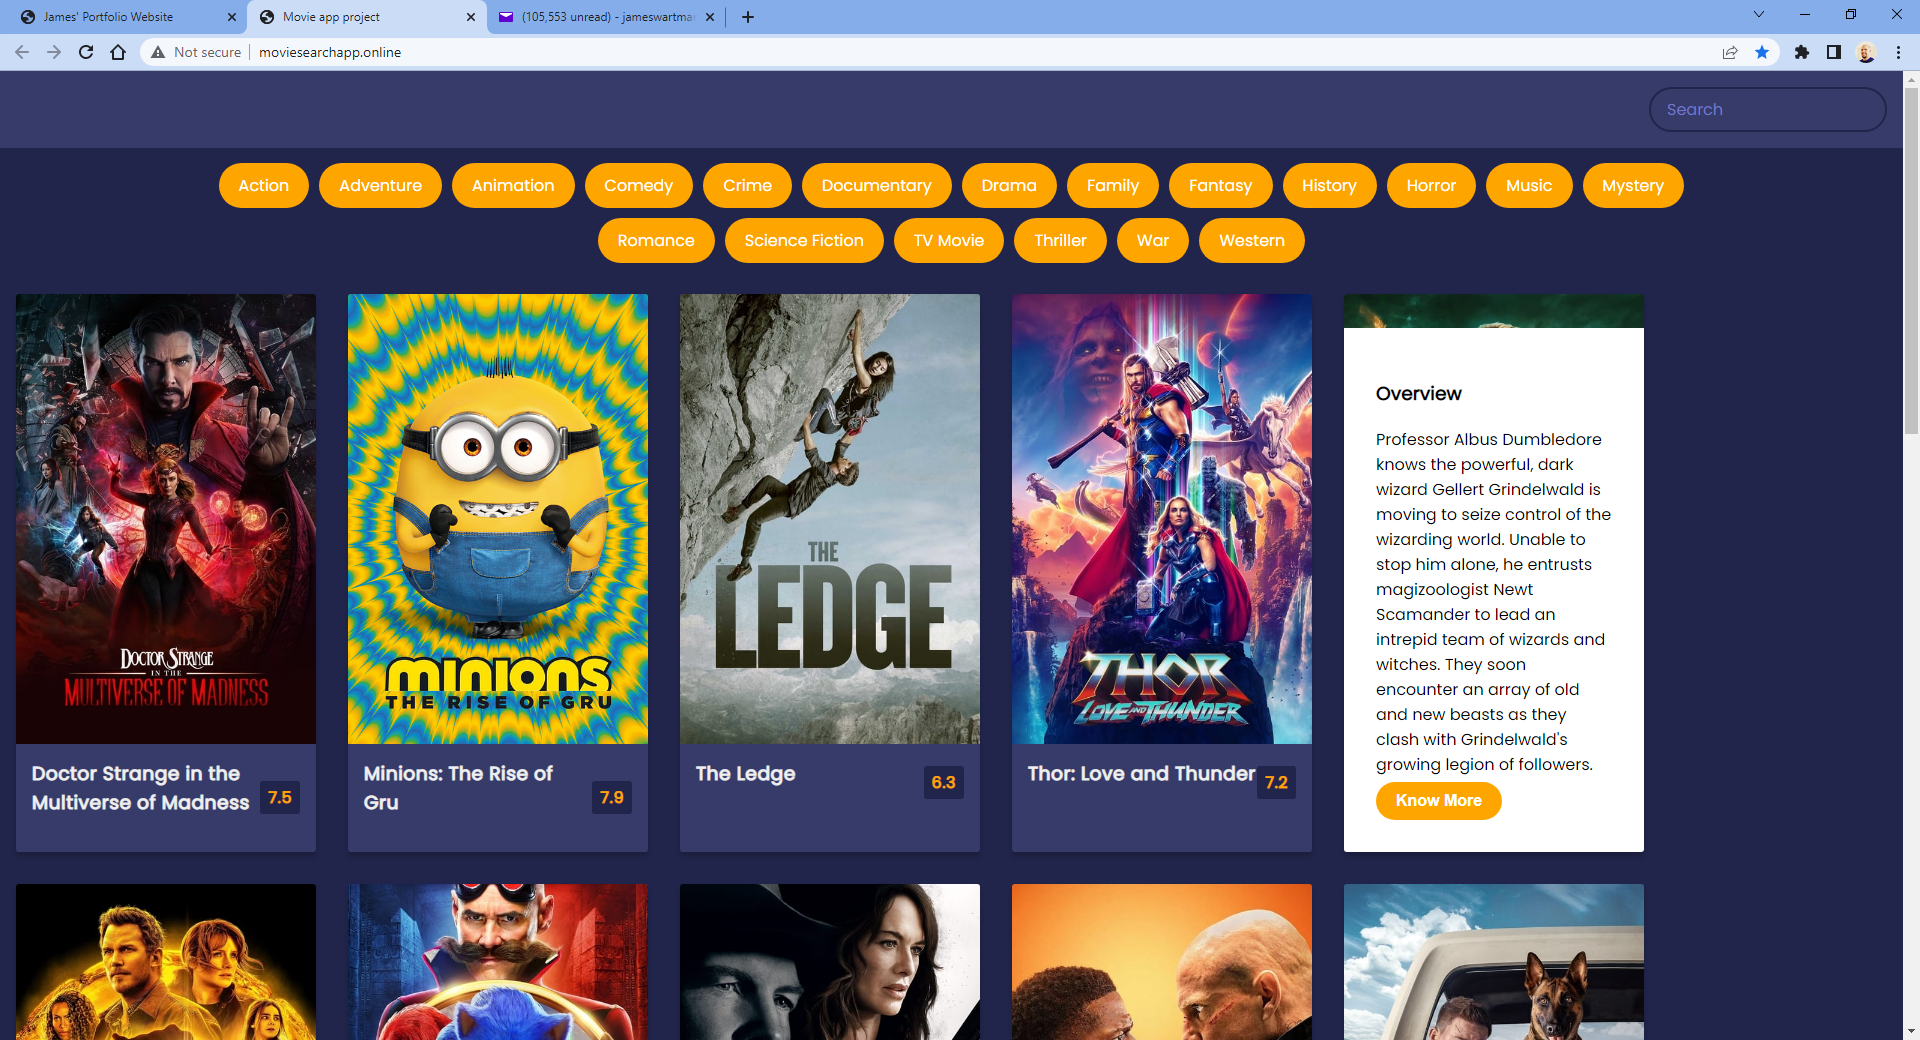 James' Portfolio Website
Movie app project
(105,553 unread) - jameswartma
Not secure
moviesearchapp.online
Search
Action
Adventure
Animation
Comedy
Crime
Documentary
Drama
Family
Fantasy
History
Horror
Music
Mystery
Romance
Science Fiction
TV Movie
Thriller
War
Western
DOCTOR STRANGE
IN THE
MULTIVERSE OF MADNESS
Doctor Strange in the
Multiverse of Madness
7.5
minions
THE RISE OF GRU
Minions: The Rise of
Gru
7.9
THE
LEDGE
The Ledge
6.3
THOR
LOVE AND THUNDER
Thor: Love and Thunder
7.2
Overview
Professor Albus Dumbledore
knows the powerful, dark
wizard Gellert Grindelwald is
moving to seize control of the
wizarding world. Unable to
stop him alone, he entrusts
magizoologist Newt
Scamander to lead an
intrepid team of wizards and
witches. They soon
encounter an array of old
and new beasts as they
clash with Grindelwald's
growing legion of followers.
Know More